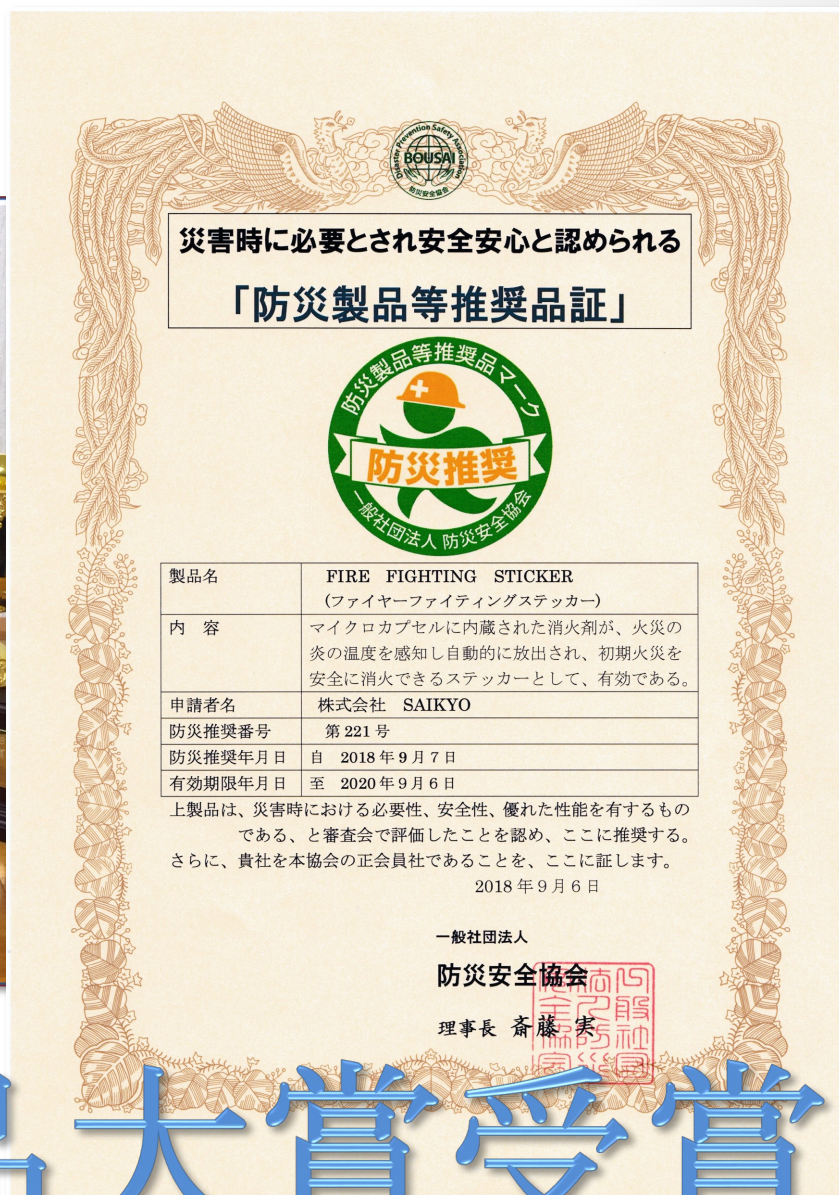 Disaster Prevention Safety Association
BOUSAI
防災安全協会
災害時に必要とされ安全安心と認められる
「防災製品等推奨品証」
防災製品等推奨品マーク
防災推奨
一般社団法人 防災安全協会
製品名 FIRE FIGHTING STICKER
(ファイヤーファイティングステッカー)
内 容 マイクロカプセルに内蔵された消火剤が、火災の
炎の温度を感知し自動的に放出され、初期火災を
安全に消火できるステッカーとして、有効である。
申請者名 株式会社 SAIKYO
防災推奨番号 第221号
防災推奨年月日 自 2018年9月7日
有効期限年月日 至 2020年9月6日
上製品は、災害時における必要性、安全性、優れた性能を有するもの
である、と審査会で評価したことを認め、ここに推奨する。
さらに、貴社を本協会の正会員社であることを、ここに証します。
2018年9月6日
一般社団法人
防災安全協会
理事長 斎藤 実
品大賞受賞